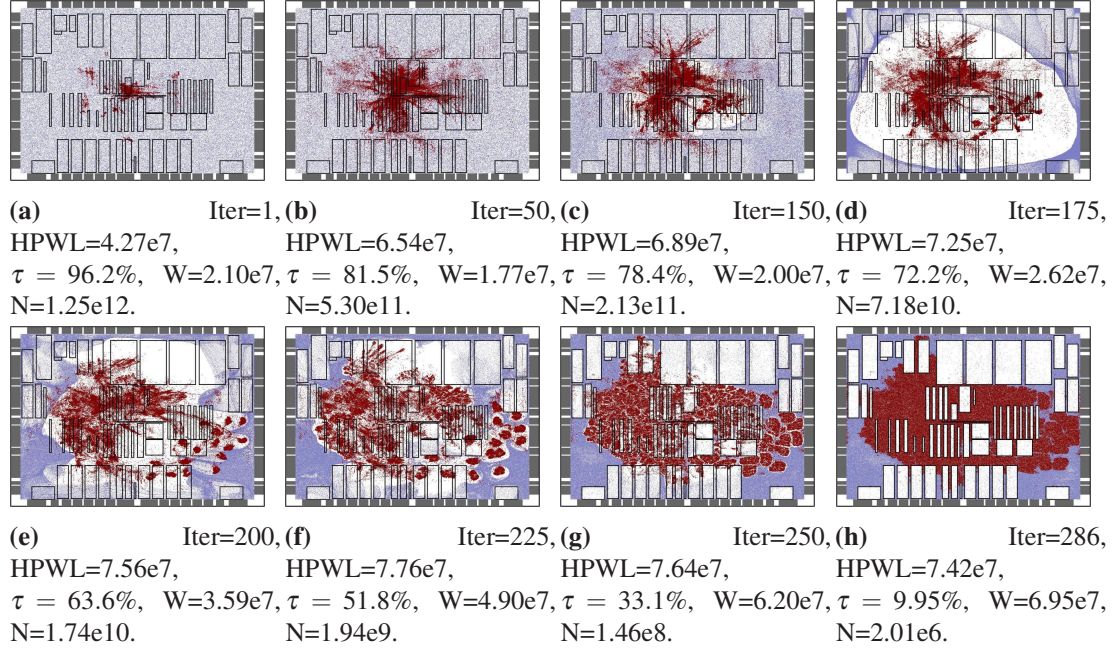 (a) Iter=1,
HPWL=4.27e7,
τ = 96.2%, W=2.10e7,
N=1.25e12.
(b) Iter=50,
HPWL=6.54e7,
τ = 81.5%, W=1.77e7,
N=5.30e11.
(c) Iter=150,
HPWL=6.89e7,
τ = 78.4%, W=2.00e7,
N=2.13e11.
(d) Iter=175,
HPWL=7.25e7,
τ = 72.2%, W=2.62e7,
N=7.18e10.
(e) Iter=200,
HPWL=7.56e7,
τ = 63.6%, W=3.59e7,
N=1.74e10.
(f) Iter=225,
HPWL=7.76e7,
τ = 51.8%, W=4.90e7,
N=1.94e9.
(g) Iter=250,
HPWL=7.64e7,
τ = 33.1%, W=6.20e7,
N=1.46e8.
(h) Iter=286,
HPWL=7.42e7,
τ = 9.95%, W=6.95e7,
N=2.01e6.